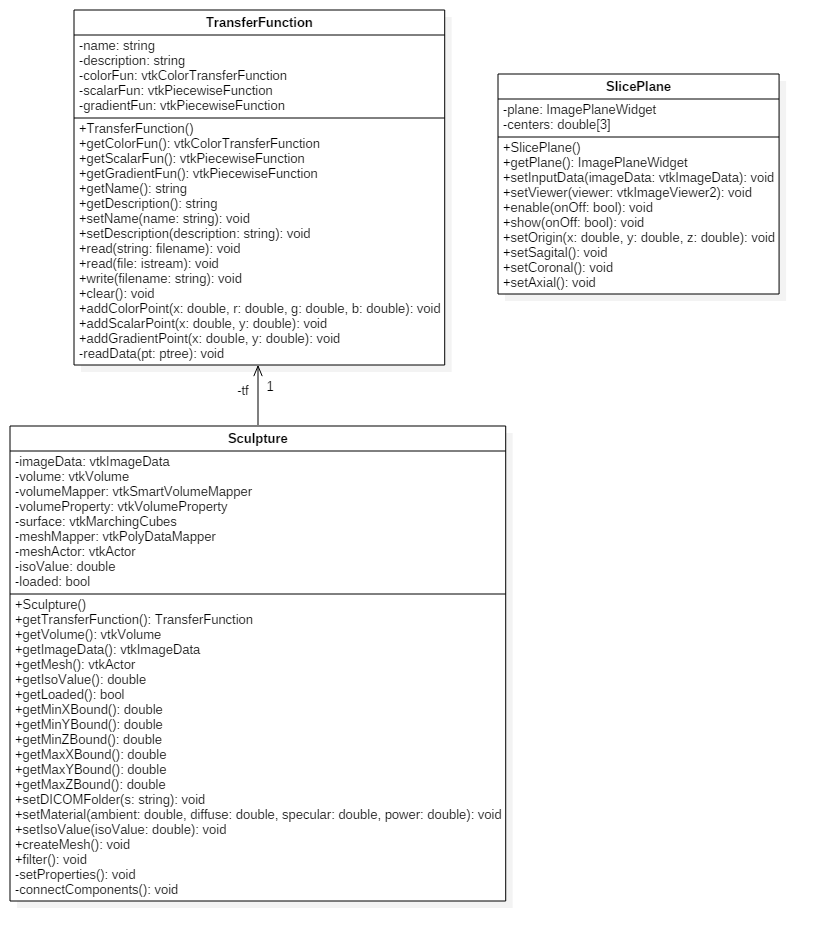 TransferFunction
-name: string
-description: string
-colorFun: vtkColorTransferFunction
-scalarFun: vtkPiecewiseFunction
-gradientFun: vtkPiecewiseFunction
+TransferFunction()
+getColorFun(): vtkColorTransferFunction
+getScalarFun(): vtkPiecewiseFunction
+getGradientFun(): vtkPiecewiseFunction
+getName(): string
+getDescription(): string
+setName(name: string): void
+setDescription(description: string): void
+read(string: filename): void
+read(file: istream): void
+write(filename: string): void
+clear(): void
+addColorPoint(x: double, r: double, g: double, b: double): void
+addScalarPoint(x: double, y: double): void
+addGradientPoint(x: double, y: double): void
-readData(pt: ptree): void
SlicePlane
-plane: ImagePlaneWidget
-centers: double[3]
+SlicePlane()
+getPlane(): ImagePlaneWidget
+setInputData(imageData: vtkImageData): void
+setViewer(viewer: vtkImageViewer2): void
+enable(onOff: bool): void
+show(onOff: bool): void
+setOrigin(x: double, y: double, z: double): void
+setSagital(): void
+setCoronal(): void
+setAxial(): void
-tf 1
Sculpture
-imageData: vtkImageData
-volume: vtkVolume
-volumeMapper: vtkSmartVolumeMapper
-volumeProperty: vtkVolumeProperty
-surface: vtkMarchingCubes
-meshMapper: vtkPolyDataMapper
-meshActor: vtkActor
-isoValue: double
-loaded: bool
+Sculpture()
+getTransferFunction(): TransferFunction
+getVolume(): vtkVolume
+getImageData(): vtkImageData
+getMesh(): vtkActor
+getIsoValue(): double
+getLoaded(): bool
+getMinXBound(): double
+getMinYBound(): double
+getMinZBound(): double
+getMaxXBound(): double
+getMaxYBound(): double
+getMaxZBound(): double
+setDICOMFolder(s: string): void
+setMaterial(ambient: double, diffuse: double, specular: double, power: double): void
+setIsoValue(isoValue: double): void
+createMesh(): void
+filter(): void
-setProperties(): void
-connectComponents(): void